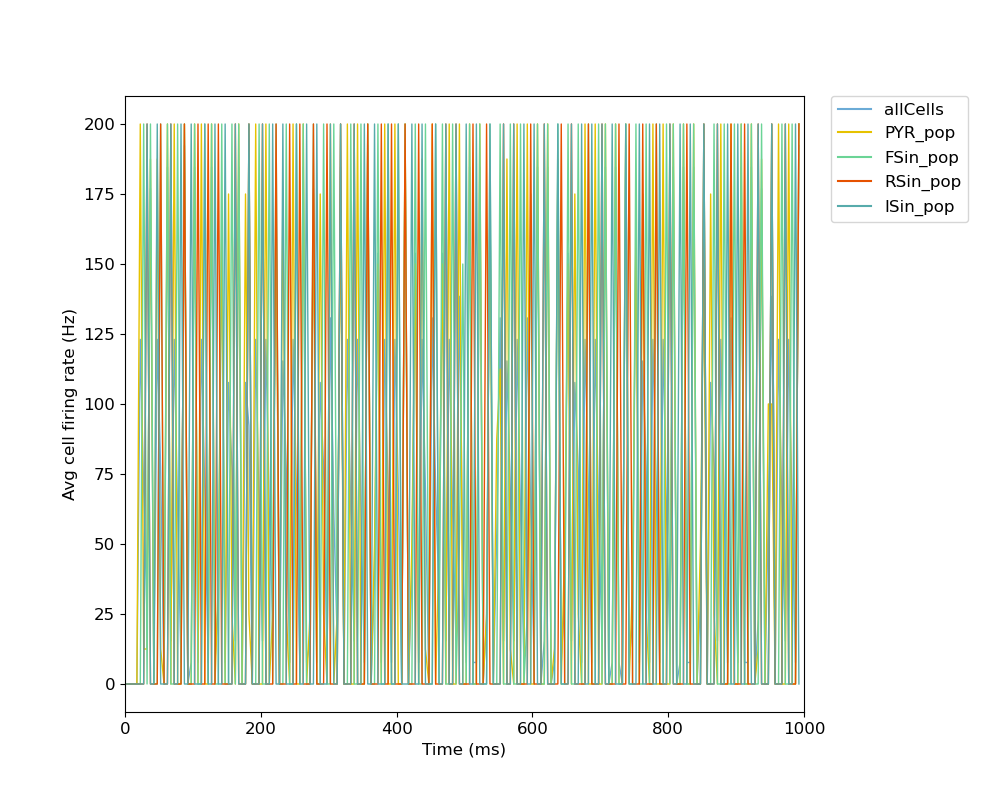 200
175
150
125
100
75
50
25
0
Avg cell firing rate (Hz)
0 200 400 600 800 1000
Time (ms)
allCells
PYR_pop
FSin_pop
RSin_pop
ISin_pop